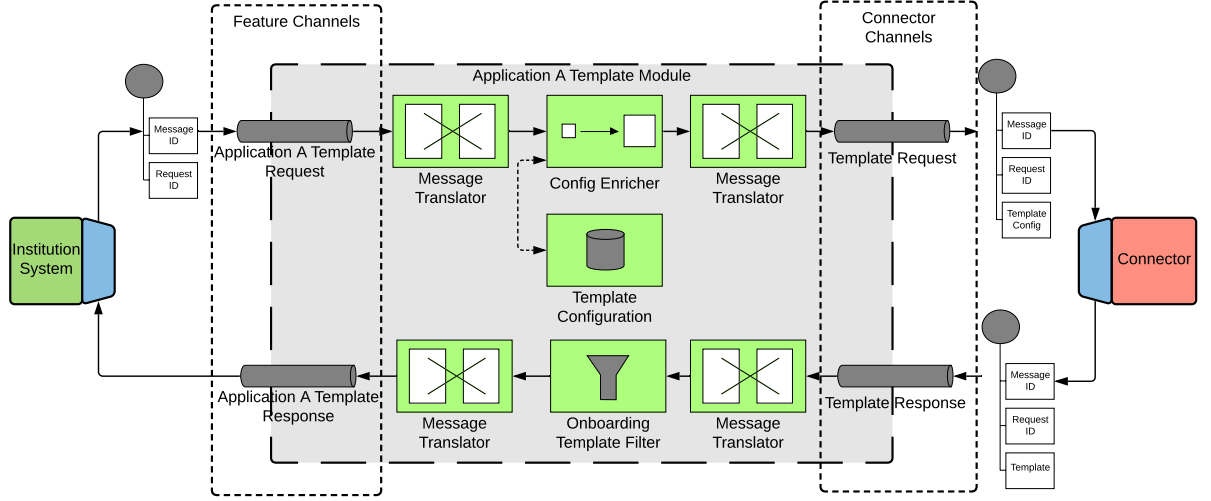 Feature Channels
Connector
Channels
Application A Template Module
Message
ID
Request
ID
Application A Template
Request
Message
Translator
Config Enricher
Message
Translator
Template Request
Message
ID
Request
ID
Template
Config
Institution
System
Template
Configuration
Connector
Application A Template
Response
Message
Translator
Onboarding
Template Filter
Message
Translator
Template Response
Message
ID
Request
ID
Template